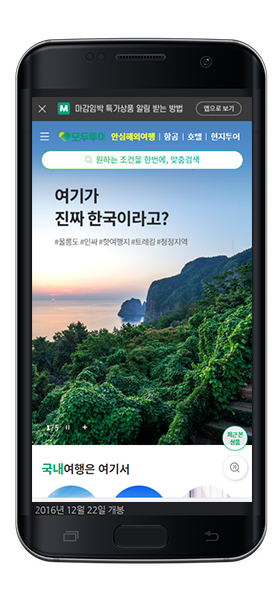 M 마감임박 특가상품 알림 받는 방법 앱으로 보기
모두투어 안심해외여행 | 항공 | 호텔 | 현지투어
원하는 조건을 한번에, 맞춤검색
여기가
진짜 한국이라고?
#울릉도 #인싸 #핫여행지 #트레킹 #청정지역
1/5
최근 본
상품
국내여행은 여기서
2016년 12월 22일 개봉